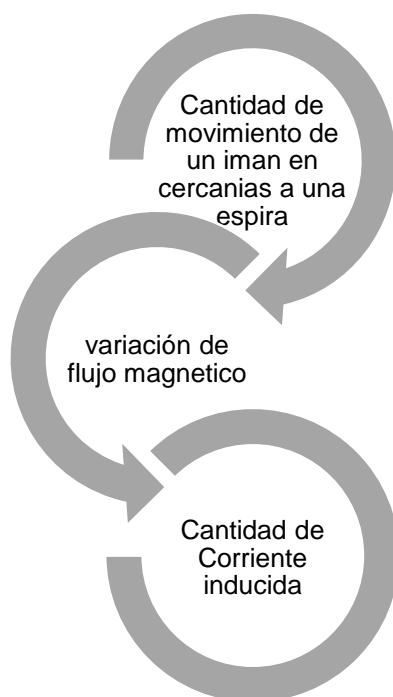 Cantidad de
movimiento de
un iman en
cercanias a una
espira
variación de
flujo magnetico
Cantidad de
Corriente
inducida